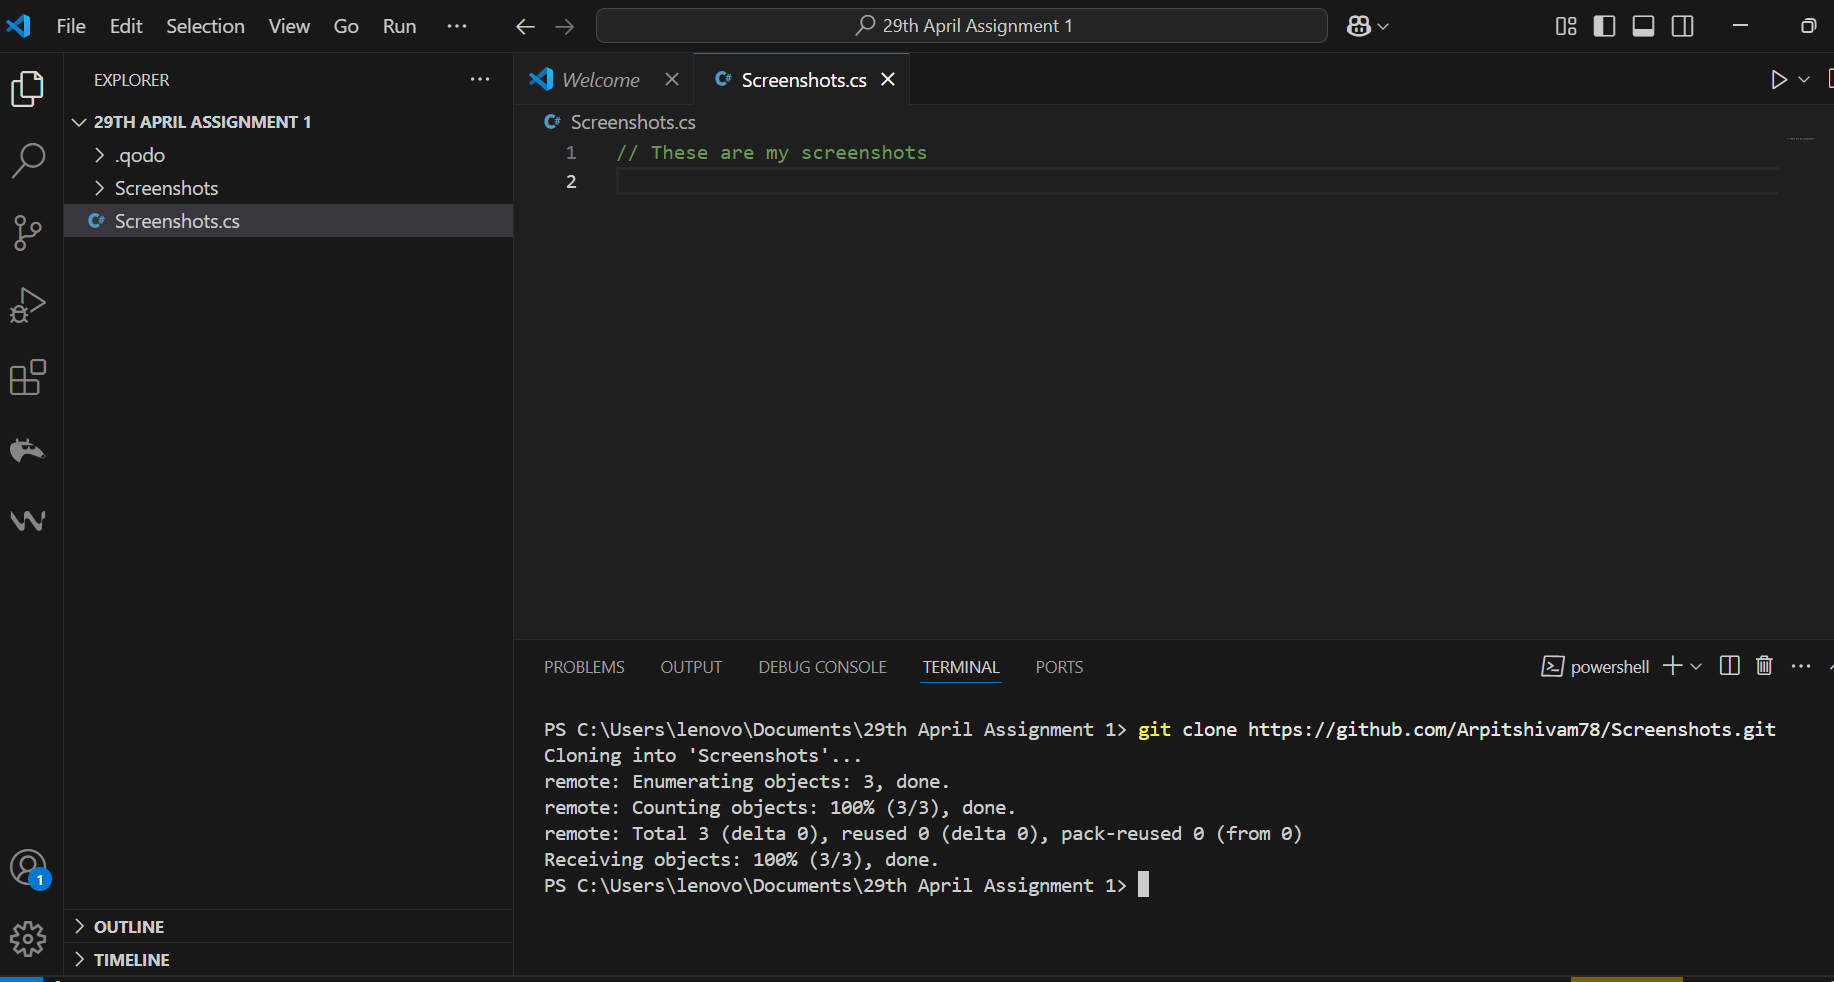 File Edit Selection View Go Run ···
29th April Assignment 1
EXPLORER
29TH APRIL ASSIGNMENT 1
.qodo
Screenshots
C# Screenshots.cs
Welcome
C# Screenshots.cs
C# Screenshots.cs
1 // These are my screenshots
2
PROBLEMS OUTPUT DEBUG CONSOLE TERMINAL PORTS
powershell
PS C:\Users\lenovo\Documents\29th April Assignment 1> git clone https://github.com/Arpitshivam78/Screenshots.git
Cloning into 'Screenshots'...
remote: Enumerating objects: 3, done.
remote: Counting objects: 100% (3/3), done.
remote: Total 3 (delta 0), reused 0 (delta 0), pack-reused 0 (from 0)
Receiving objects: 100% (3/3), done.
PS C:\Users\lenovo\Documents\29th April Assignment 1>
1
OUTLINE
TIMELINE